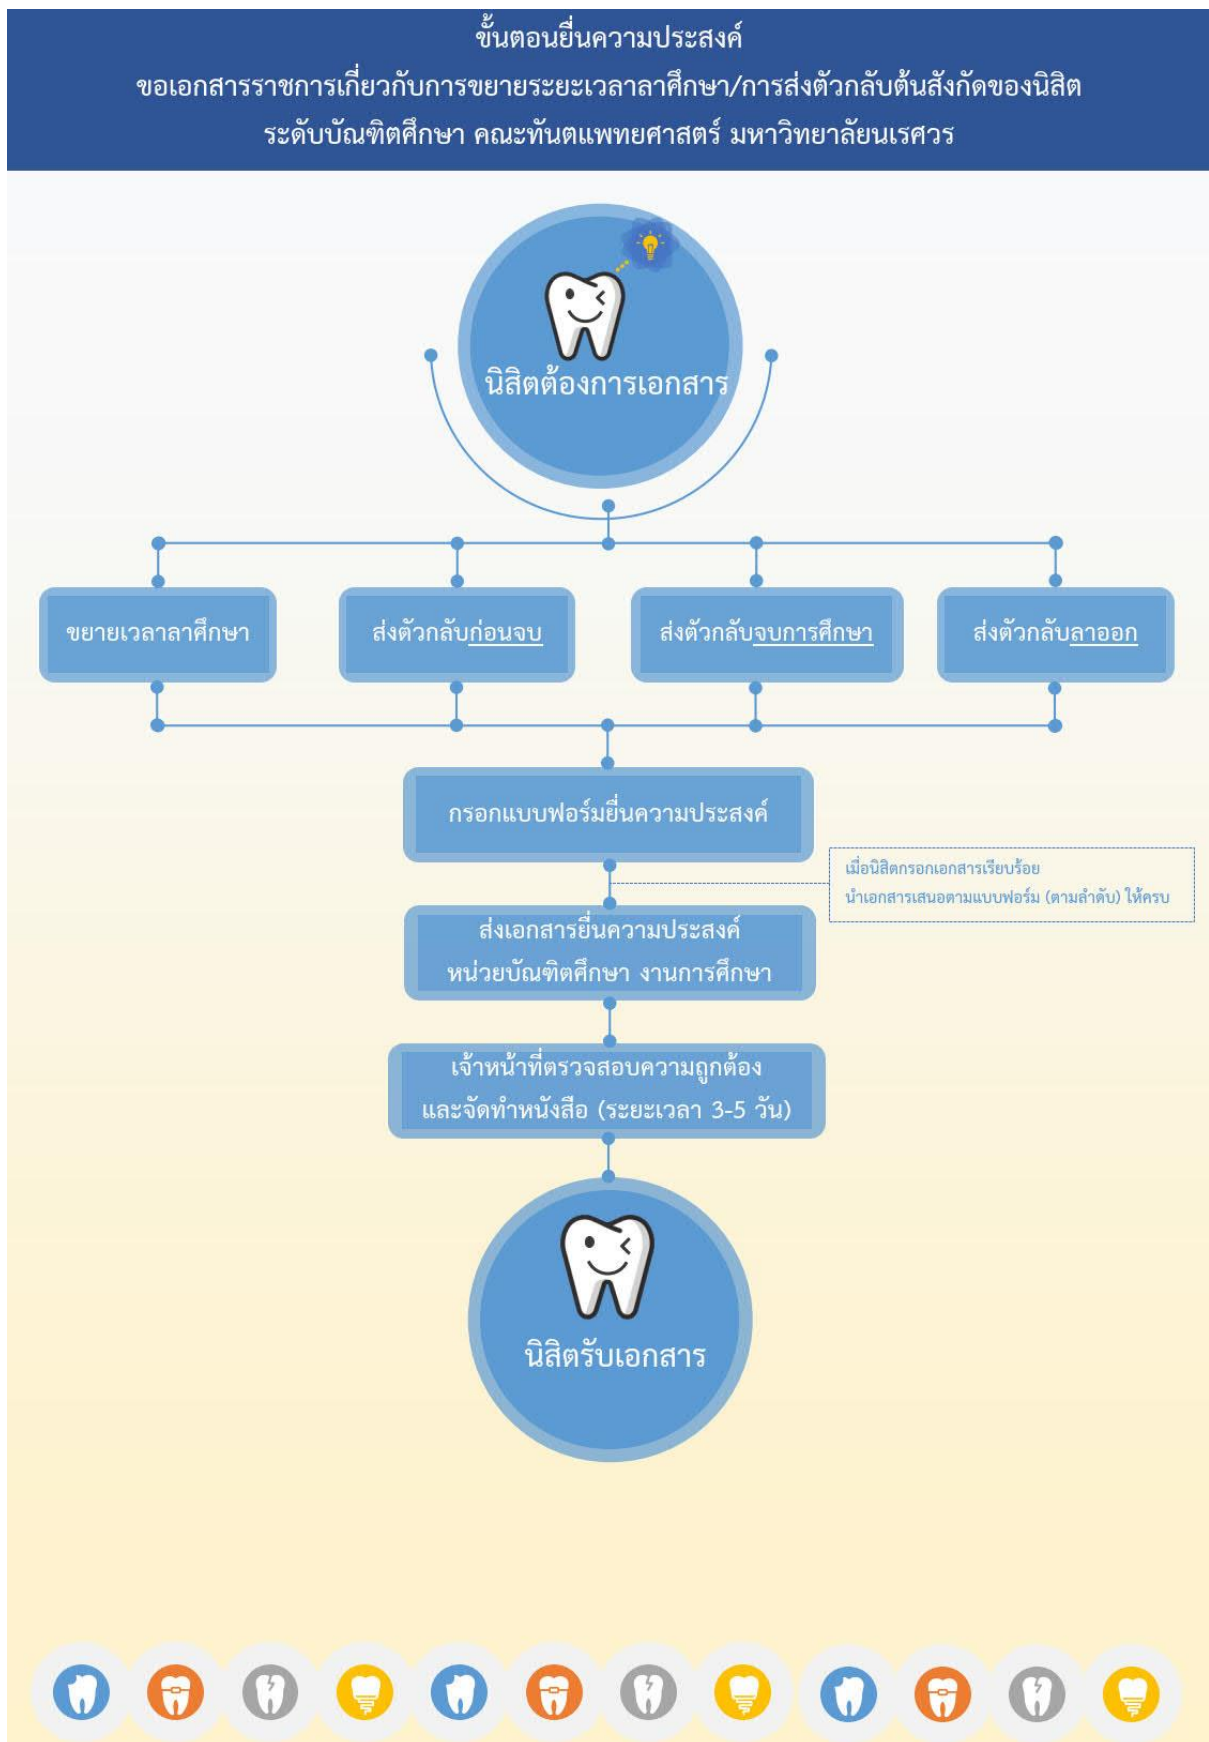 ขั้นตอนยื่นความประสงค์
ขอเอกสารราชการเกี่ยวกับการขยายระยะเวลาลาศึกษา/การส่งตัวกลับต้นสังกัดของนิสิต
ระดับบัณฑิตศึกษา คณะทันตแพทยศาสตร์ มหาวิทยาลัยนเรศวร
นิสิตต้องการเอกสาร
ขยายเวลาลาศึกษา
ส่งตัวกลับก่อนจบ
ส่งตัวกลับจบการศึกษา
ส่งตัวกลับลาออก
กรอกแบบฟอร์มยื่นความประสงค์
เมื่อนิสิตกรอกเอกสารเรียบร้อย
นำเอกสารเสนอตามแบบฟอร์ม (ตามลำดับ) ให้ครบ
ส่งเอกสารยื่นความประสงค์
หน่วยบัณฑิตศึกษา งานการศึกษา
เจ้าหน้าที่ตรวจสอบความถูกต้อง
และจัดทำหนังสือ (ระยะเวลา 3-5 วัน)
นิสิตรับเอกสาร